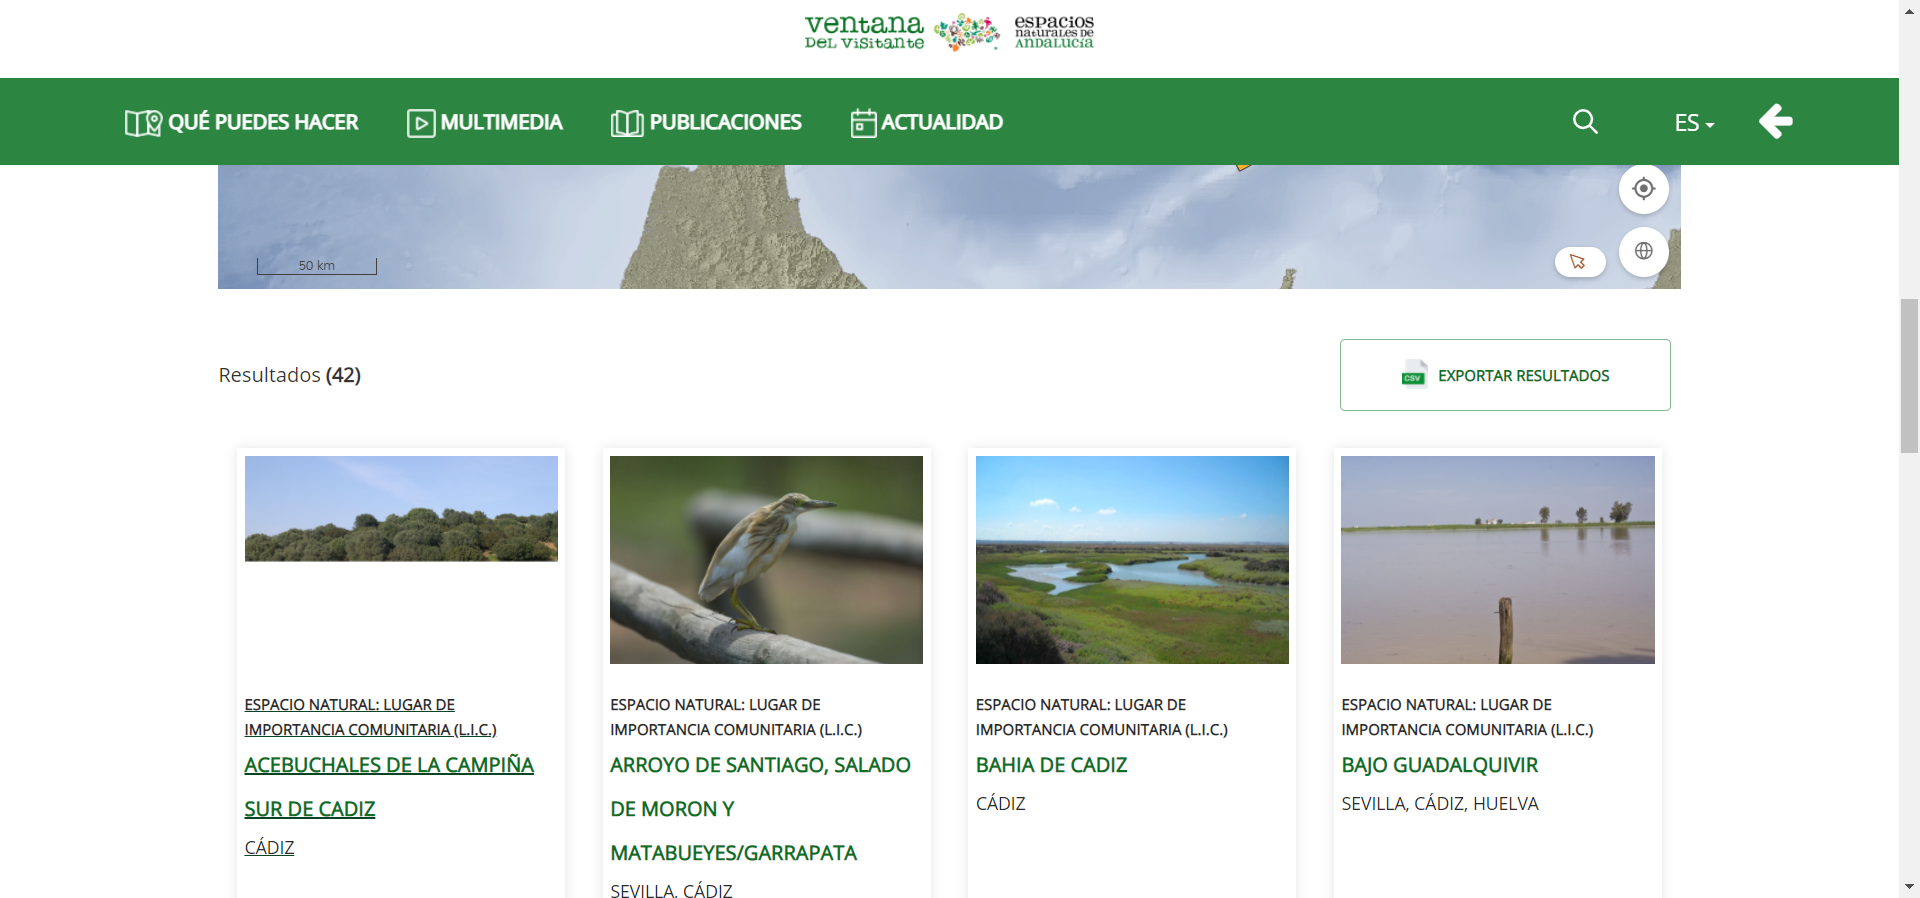 ventana
DEL VISITANTE
espacios
naturales de
ANDALUCÍA
QUÉ PUEDES HACER
MULTIMEDIA
PUBLICACIONES
ACTUALIDAD
ES
50 km
Resultados (42)
CSV
EXPORTAR RESULTADOS
ESPACIO NATURAL: LUGAR DE
IMPORTANCIA COMUNITARIA (L.I.C.)
ACEBUCHALES DE LA CAMPIÑA
SUR DE CADIZ
CÁDIZ
ESPACIO NATURAL: LUGAR DE
IMPORTANCIA COMUNITARIA (L.I.C.)
ARROYO DE SANTIAGO, SALADO
DE MORON Y
MATABUEYES/GARRAPATA
SEVILLA, CÁDIZ
ESPACIO NATURAL: LUGAR DE
IMPORTANCIA COMUNITARIA (L.I.C.)
BAHIA DE CADIZ
CÁDIZ
ESPACIO NATURAL: LUGAR DE
IMPORTANCIA COMUNITARIA (L.I.C.)
BAJO GUADALQUIVIR
SEVILLA, CÁDIZ, HUELVA